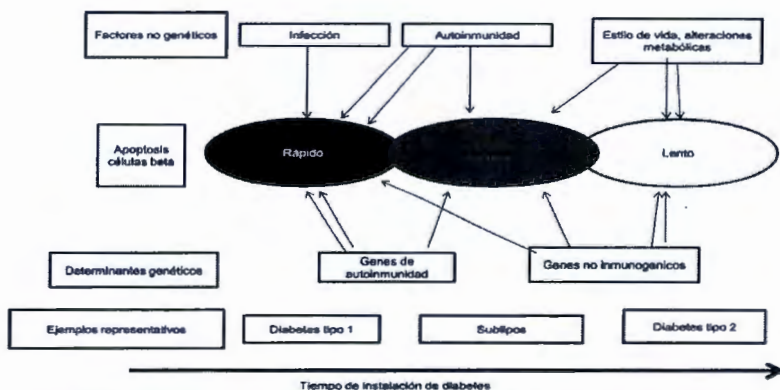 Factores no genéticos
Infección
Autoinmunidad
Estilo de vida, alteraciones
metabólicas
Apoptosis
células beta
Rápido
Lento
Determinantes genéticos
Genes de
autoinmunidad
Genes no inmunogenicos
Ejemplos representativos
Diabetes tipo 1
Subtipos
Diabetes tipo 2
Tiempo de instalación de diabetes